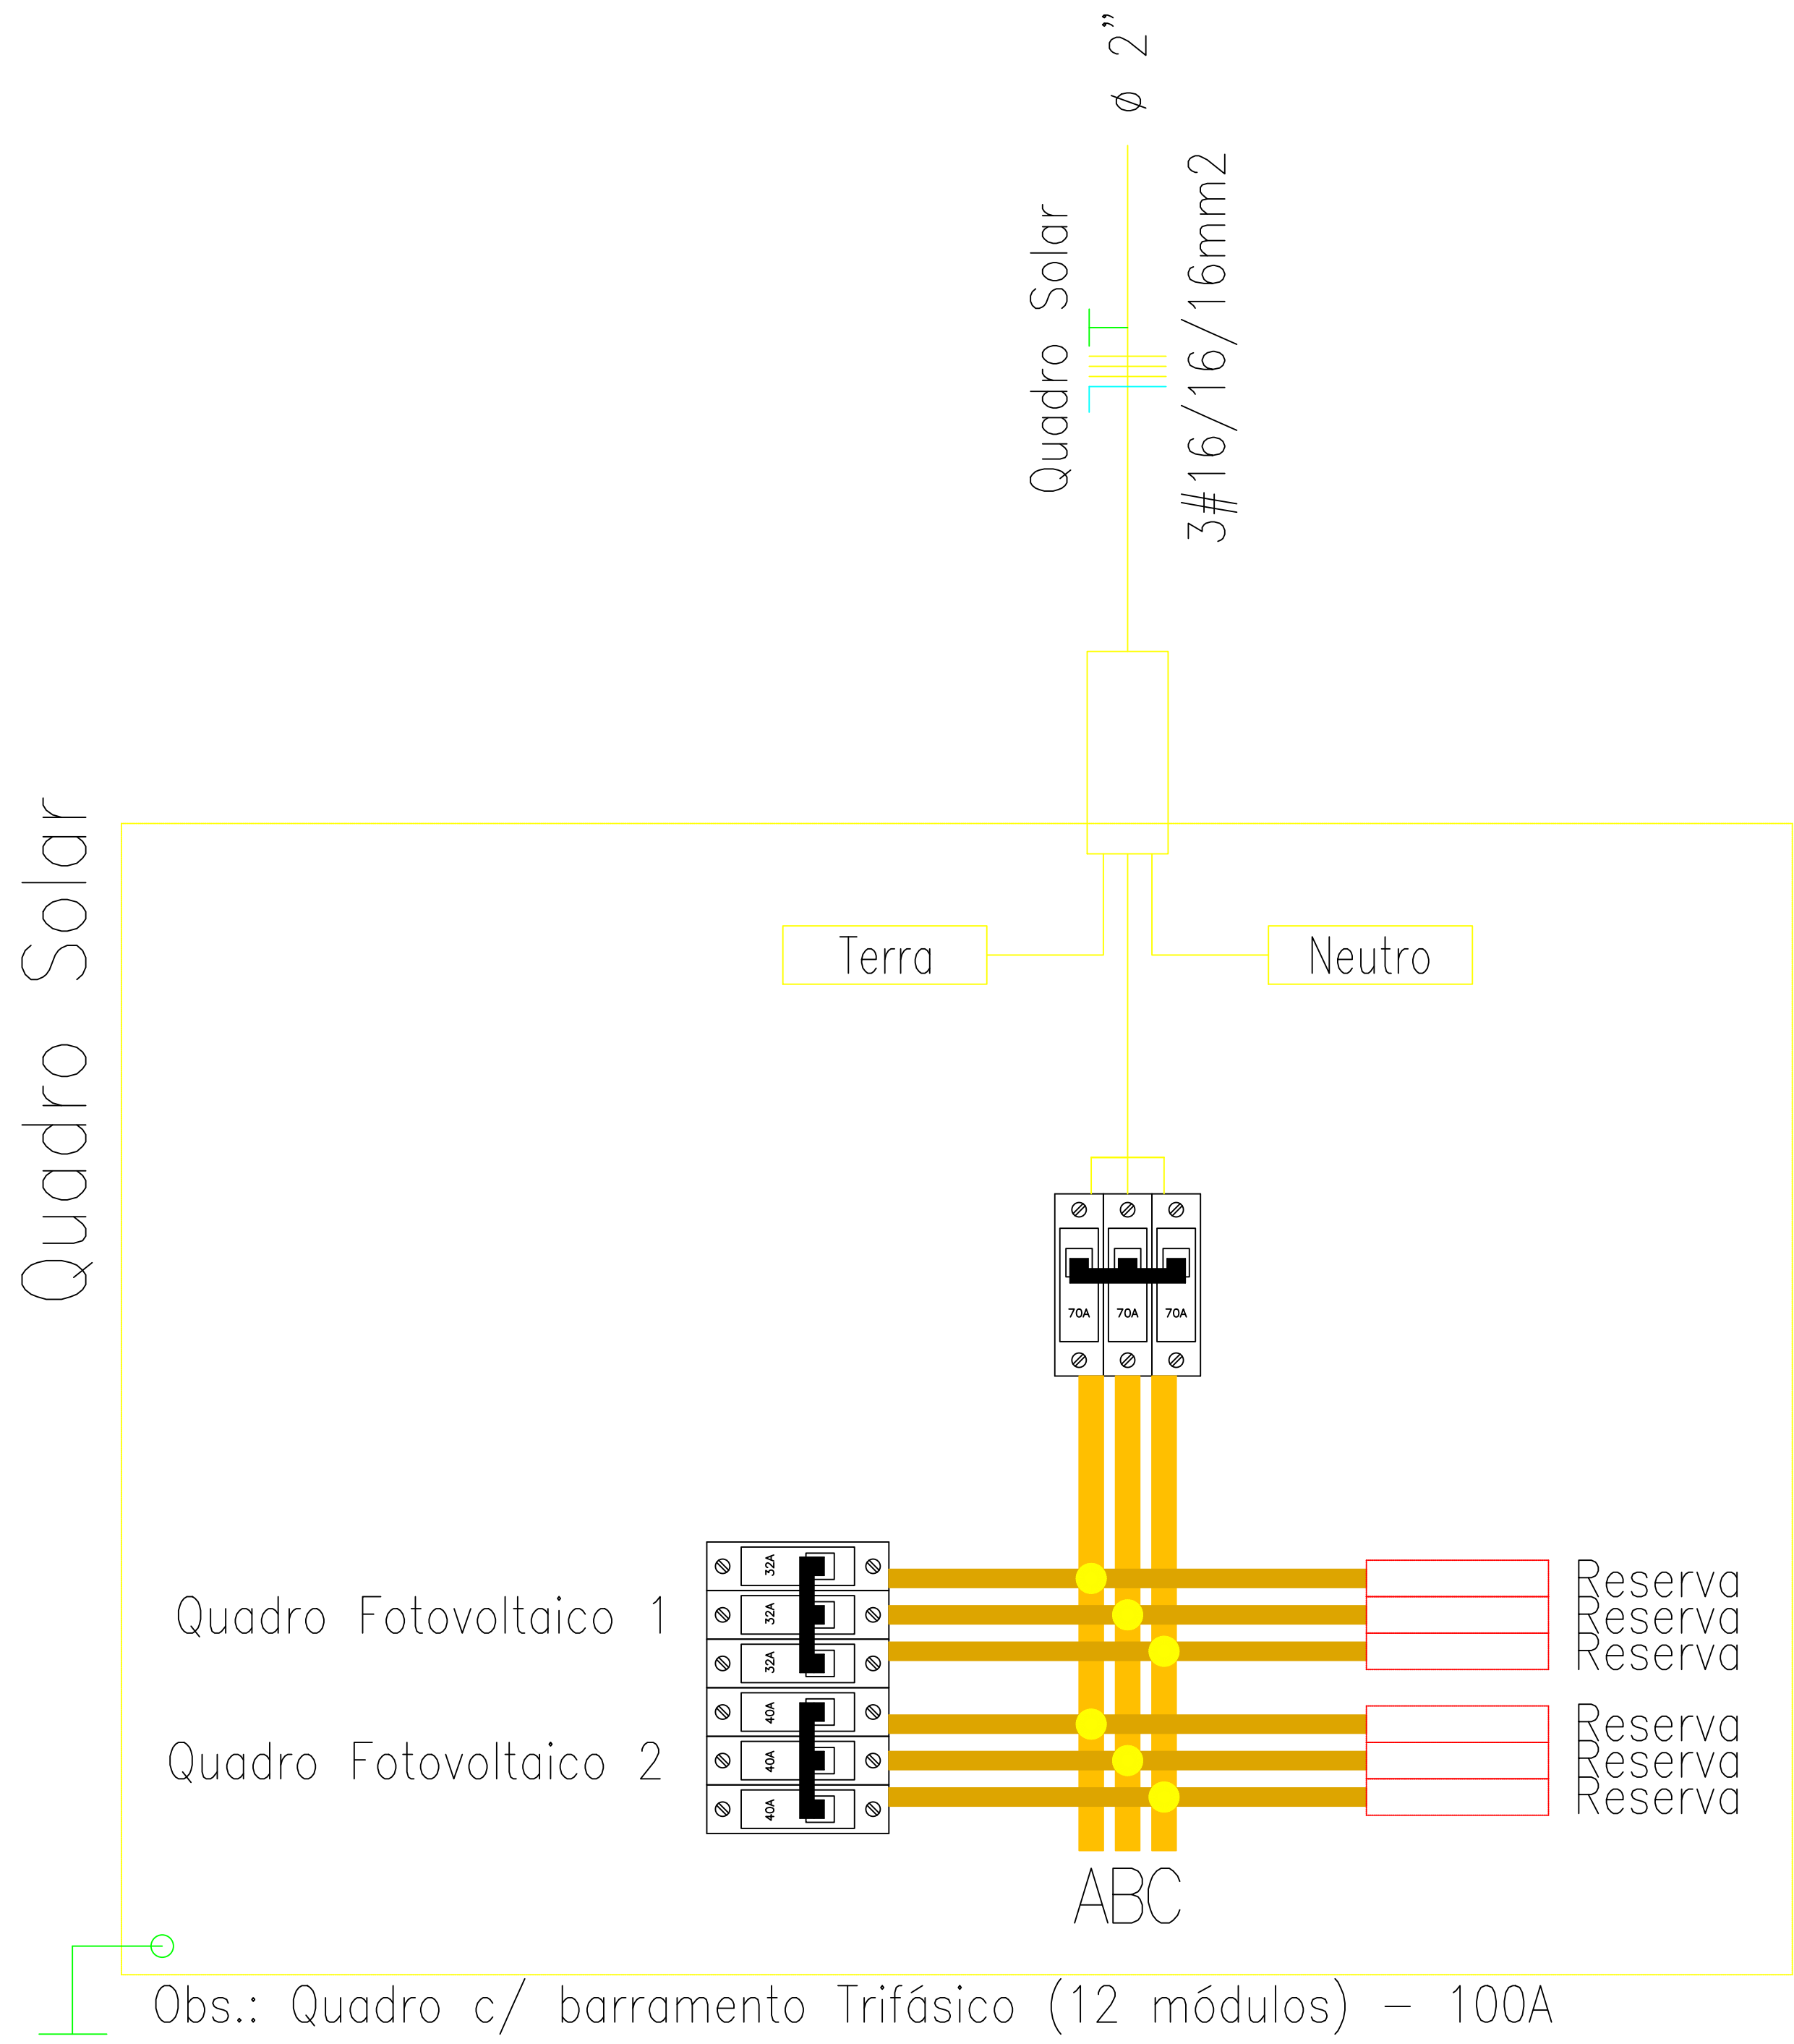 ø 2”
Quadro Solar
3#16/16/16mm2
Quadro Solar
Terra
Neutro
70A 70A 70A
32A
32A
32A
Quadro Fotovoltaico 1
40A
40A
40A
Quadro Fotovoltaico 2
Reserva
Reserva
Reserva
Reserva
Reserva
Reserva
ABC
Obs.: Quadro c/ barramento Trifásico (12 módulos) – 100A